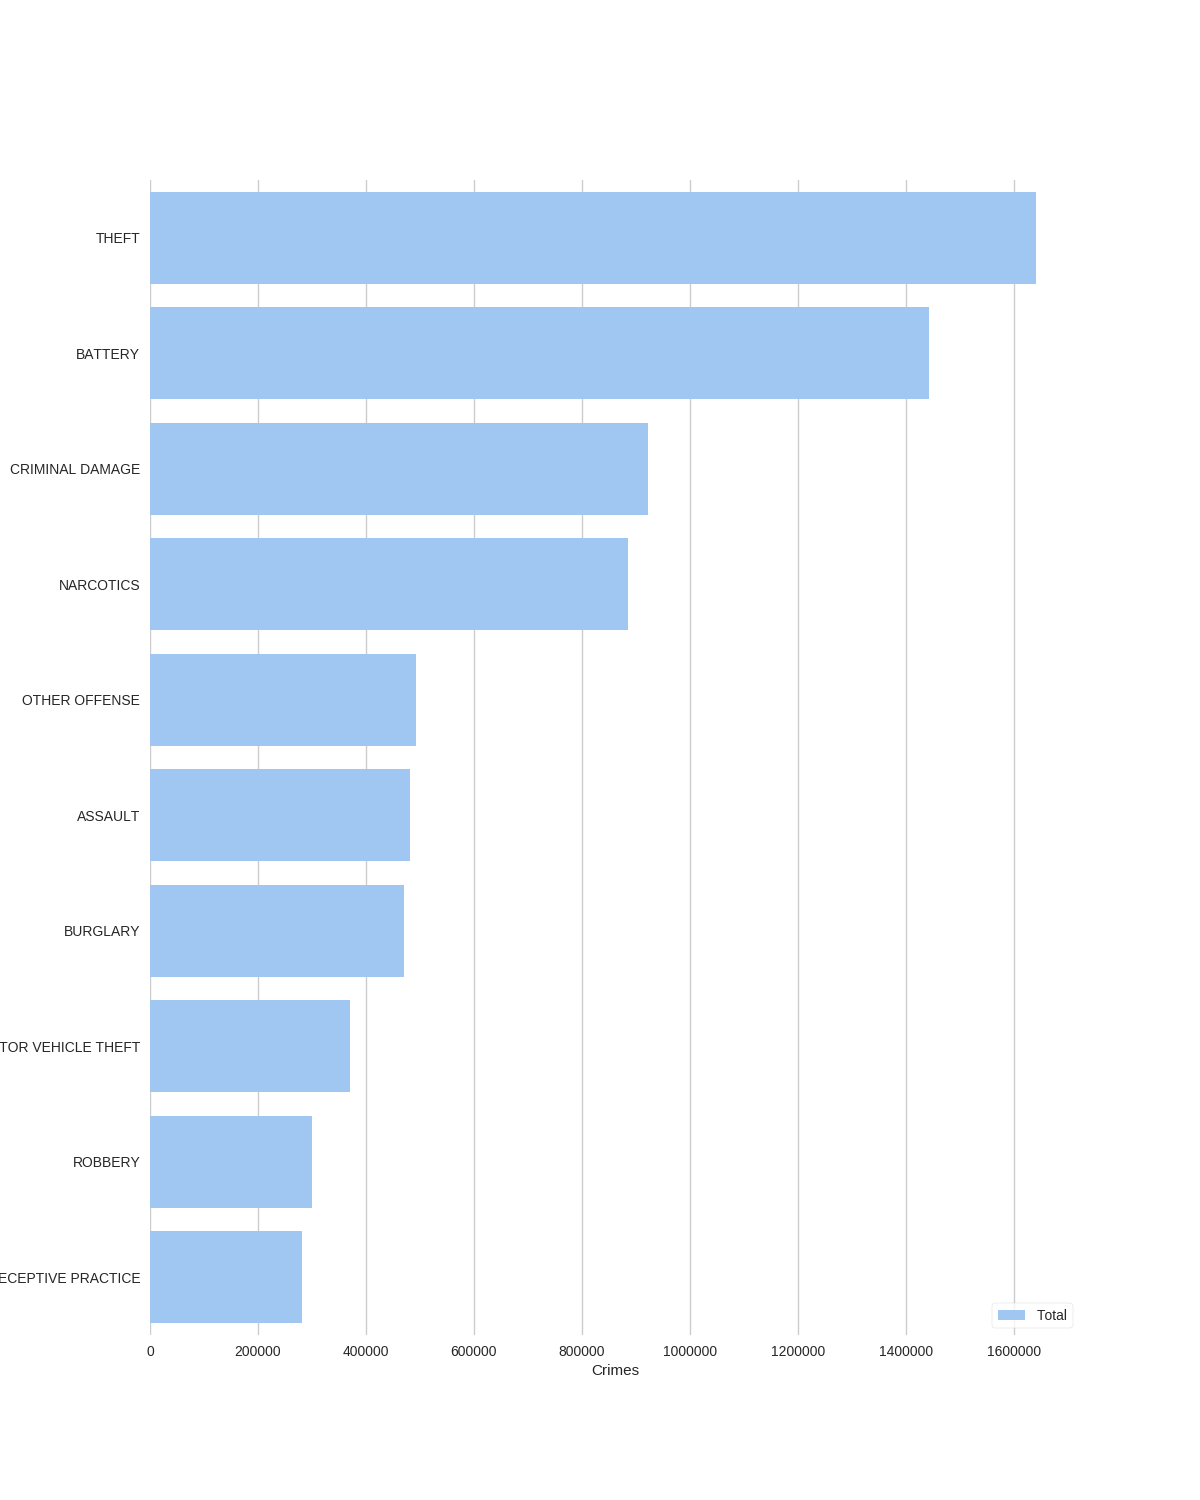 THEFT
BATTERY
CRIMINAL DAMAGE
NARCOTICS
OTHER OFFENSE
ASSAULT
BURGLARY
TOR VEHICLE THEFT
ROBBERY
ECEPTIVE PRACTICE
Total
0 200000 400000 600000 800000 1000000 1200000 1400000 1600000
Crimes